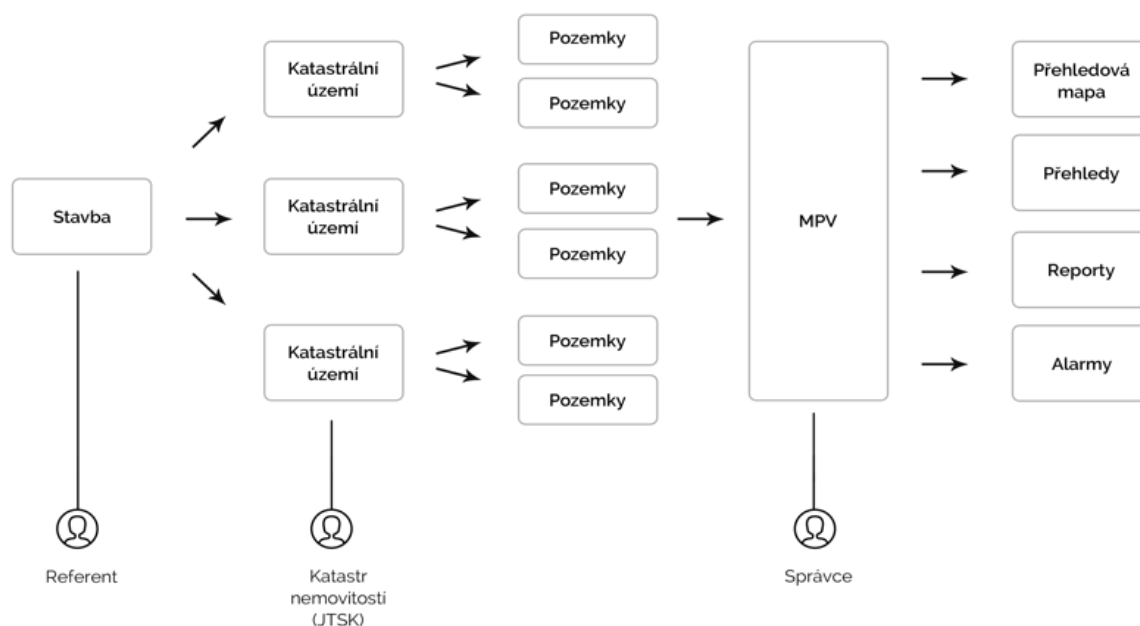 Stavba
Referent
Katastrální
území
Katastrální
území
Katastrální
území
Katastr
nemovitostí
(JTSK)
Pozemky
Pozemky
Pozemky
Pozemky
Pozemky
Pozemky
MPV
Správce
Přehledová
mapa
Přehledy
Reporty
Alarmy